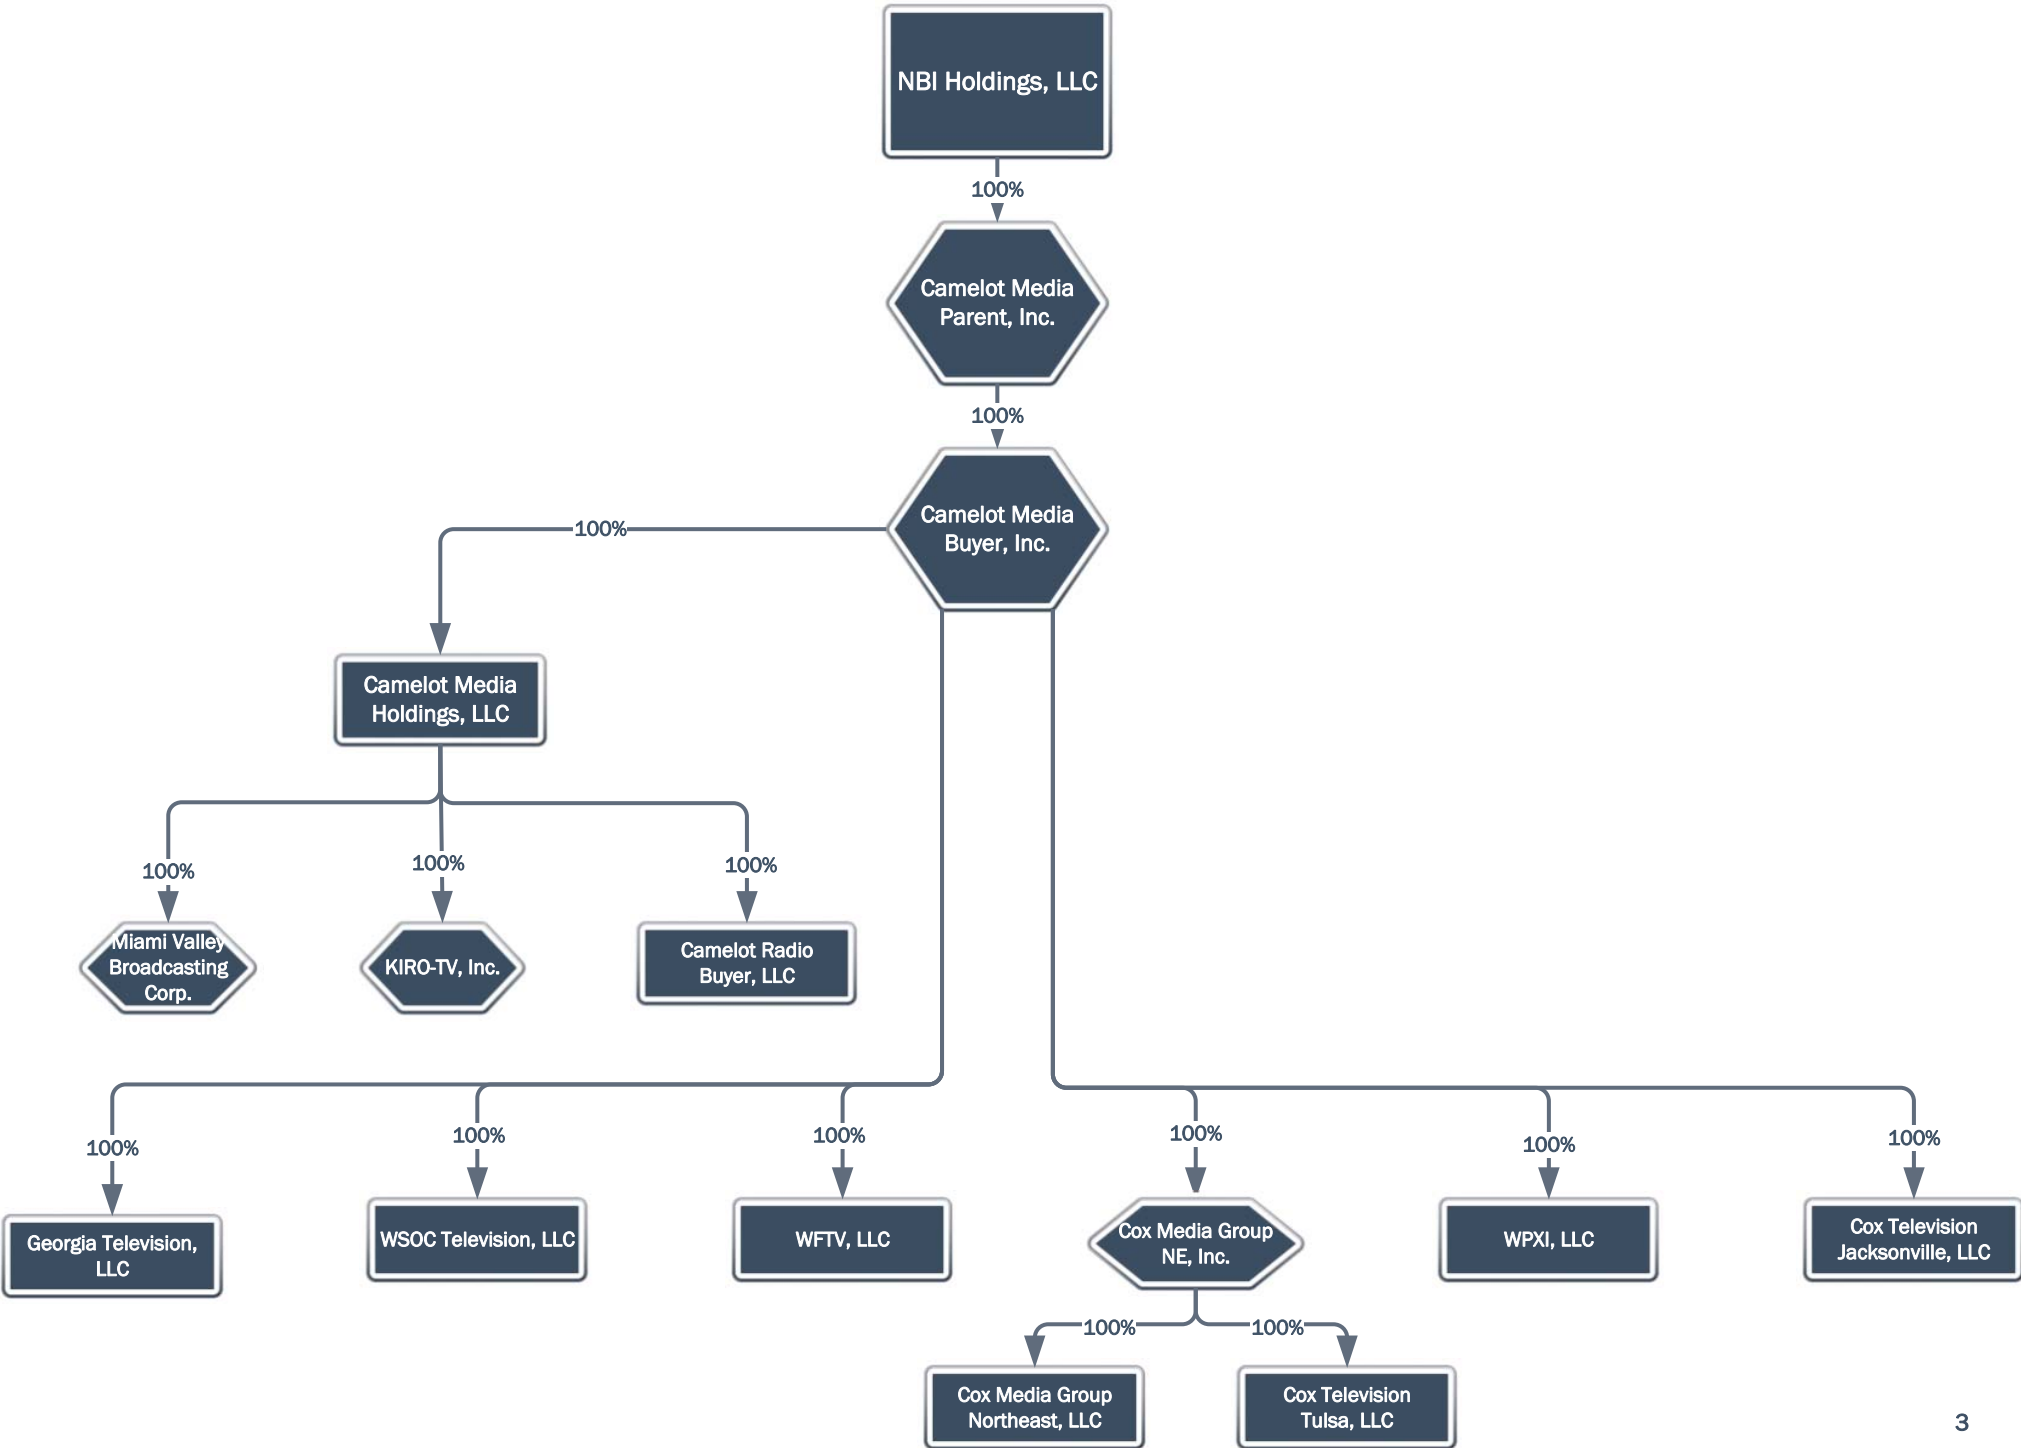 NBI Holdings, LLC
100%
Camelot Media
Parent, Inc.
100%
Camelot Media
Buyer, Inc.
100%
Camelot Media
Holdings, LLC
100%
100%
100%
Miami Valley
Broadcasting
Corp.
KIRO-TV, Inc.
Camelot Radio
Buyer, LLC
100%
100%
100%
100%
100%
100%
Georgia Television,
LLC
WSOC Television, LLC
WFTV, LLC
Cox Media Group
NE, Inc.
WPXI, LLC
Cox Television
Jacksonville, LLC
100%
100%
Cox Media Group
Northeast, LLC
Cox Television
Tulsa, LLC
3